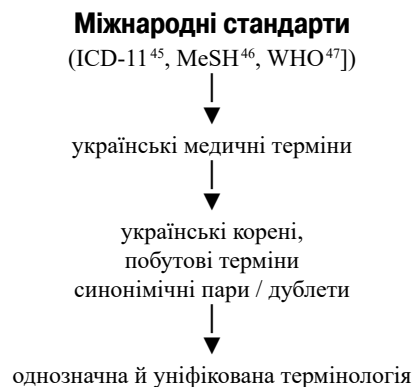 Міжнародні стандарти
(ICD-11⁴⁵, MeSH⁴⁶, WHO⁴⁷])
українські медичні терміни
українські корені,
побутові терміни
синонімічні пари / дублети
однозначна й уніфікована термінологія